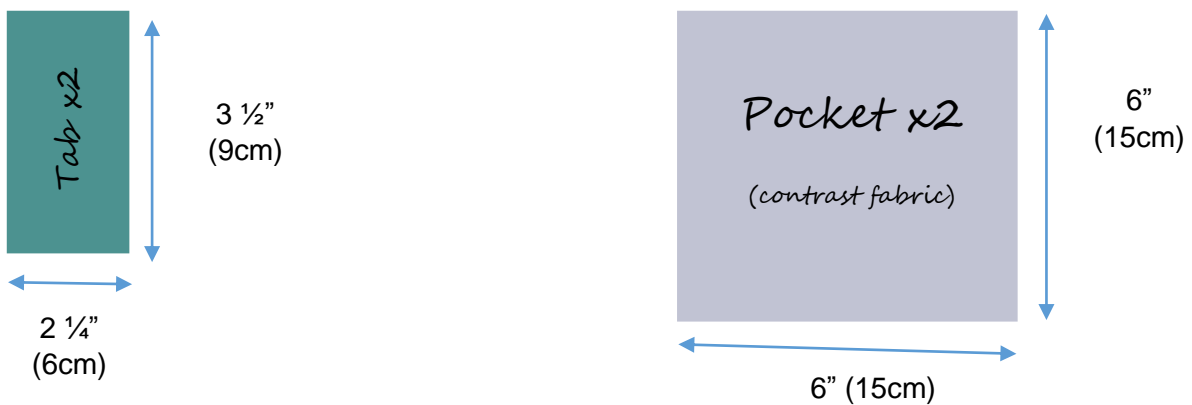 Tab x2
3 ½”
(9cm)
2 ¼”
(6cm)
Pocket x2
(contrast fabric)
6”
(15cm)
6” (15cm)